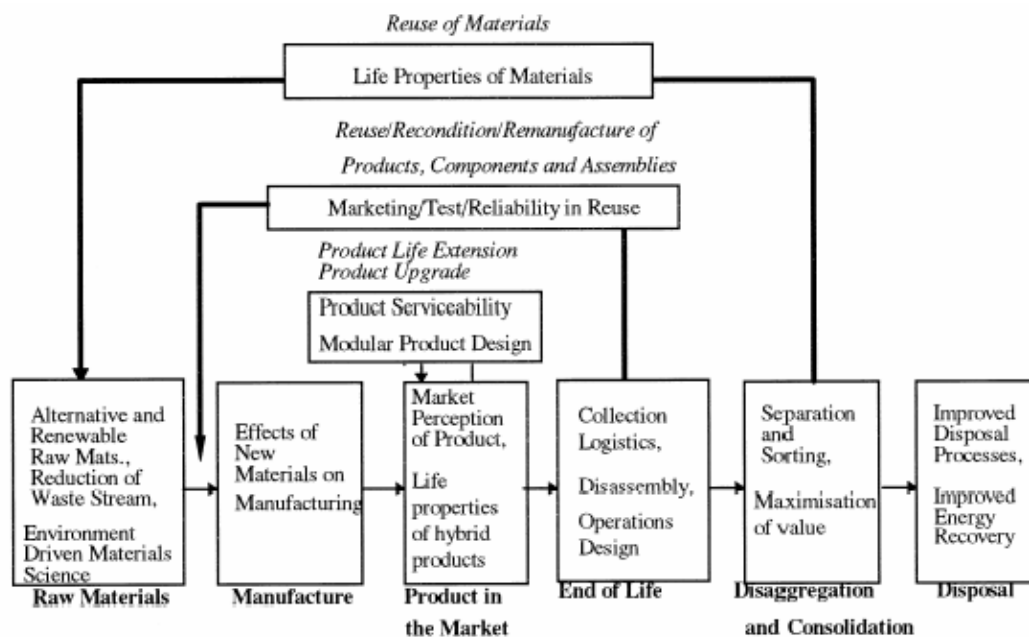 Reuse of Materials
Life Properties of Materials
Reuse/Recondition/Remanufacture of
Products, Components and Assemblies
Marketing/Test/Reliability in Reuse
Product Life Extension
Product Upgrade
Product Serviceability
Modular Product Design
Alternative and
Renewable
Raw Mats.,
Reduction of
Waste Stream,
Environment
Driven Materials
Science
Raw Materials
Effects of
New
Materials on
Manufacturing
Manufacture
Market
Perception
of Product,
Life
properties
of hybrid
products
Product in
the Market
Collection
Logistics,
Disassembly,
Operations
Design
End of Life
Separation
and
Sorting,
Maximisation
of value
Disaggregation
and Consolidation
Improved
Disposal
Processes,
Improved
Energy
Recovery
Disposal